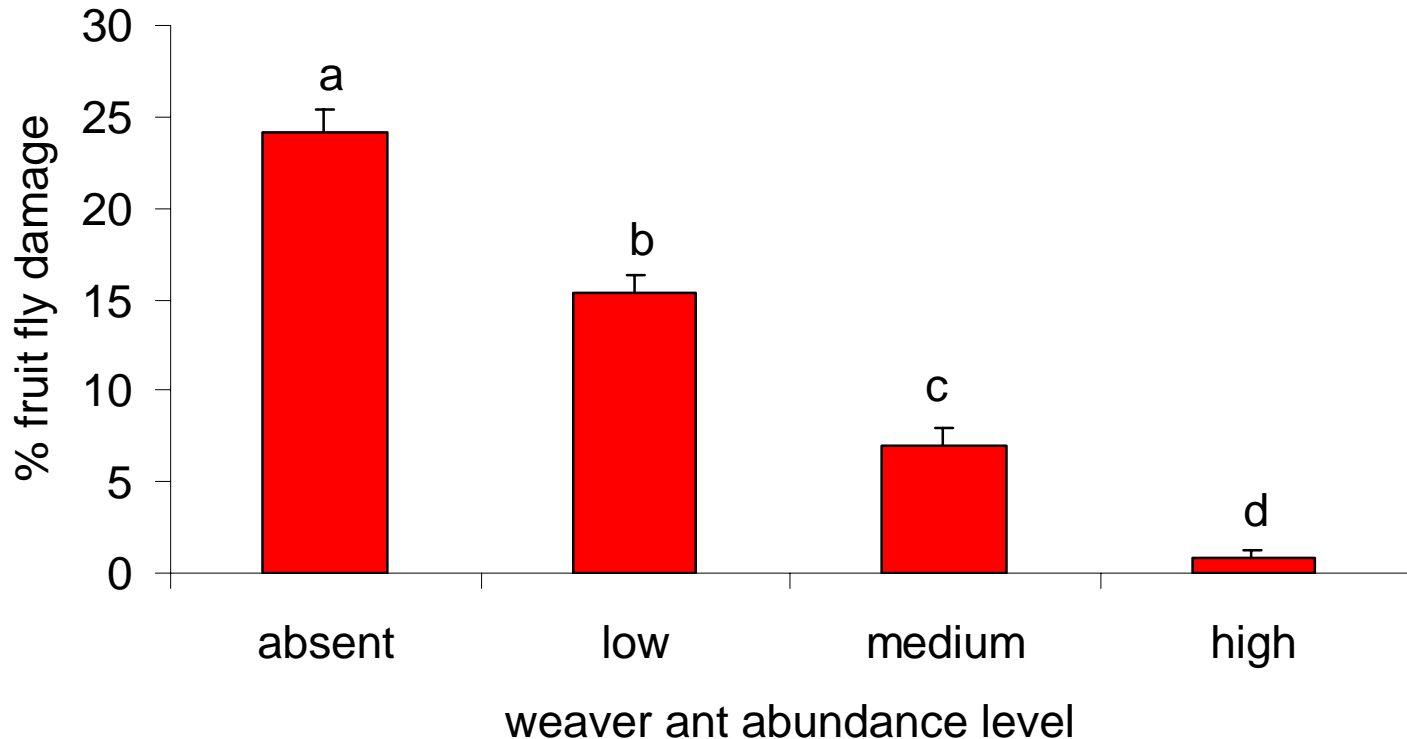 30
25
20
15
10
5
0
% fruit fly damage
a
b
c
d
absent low medium high
weaver ant abundance level